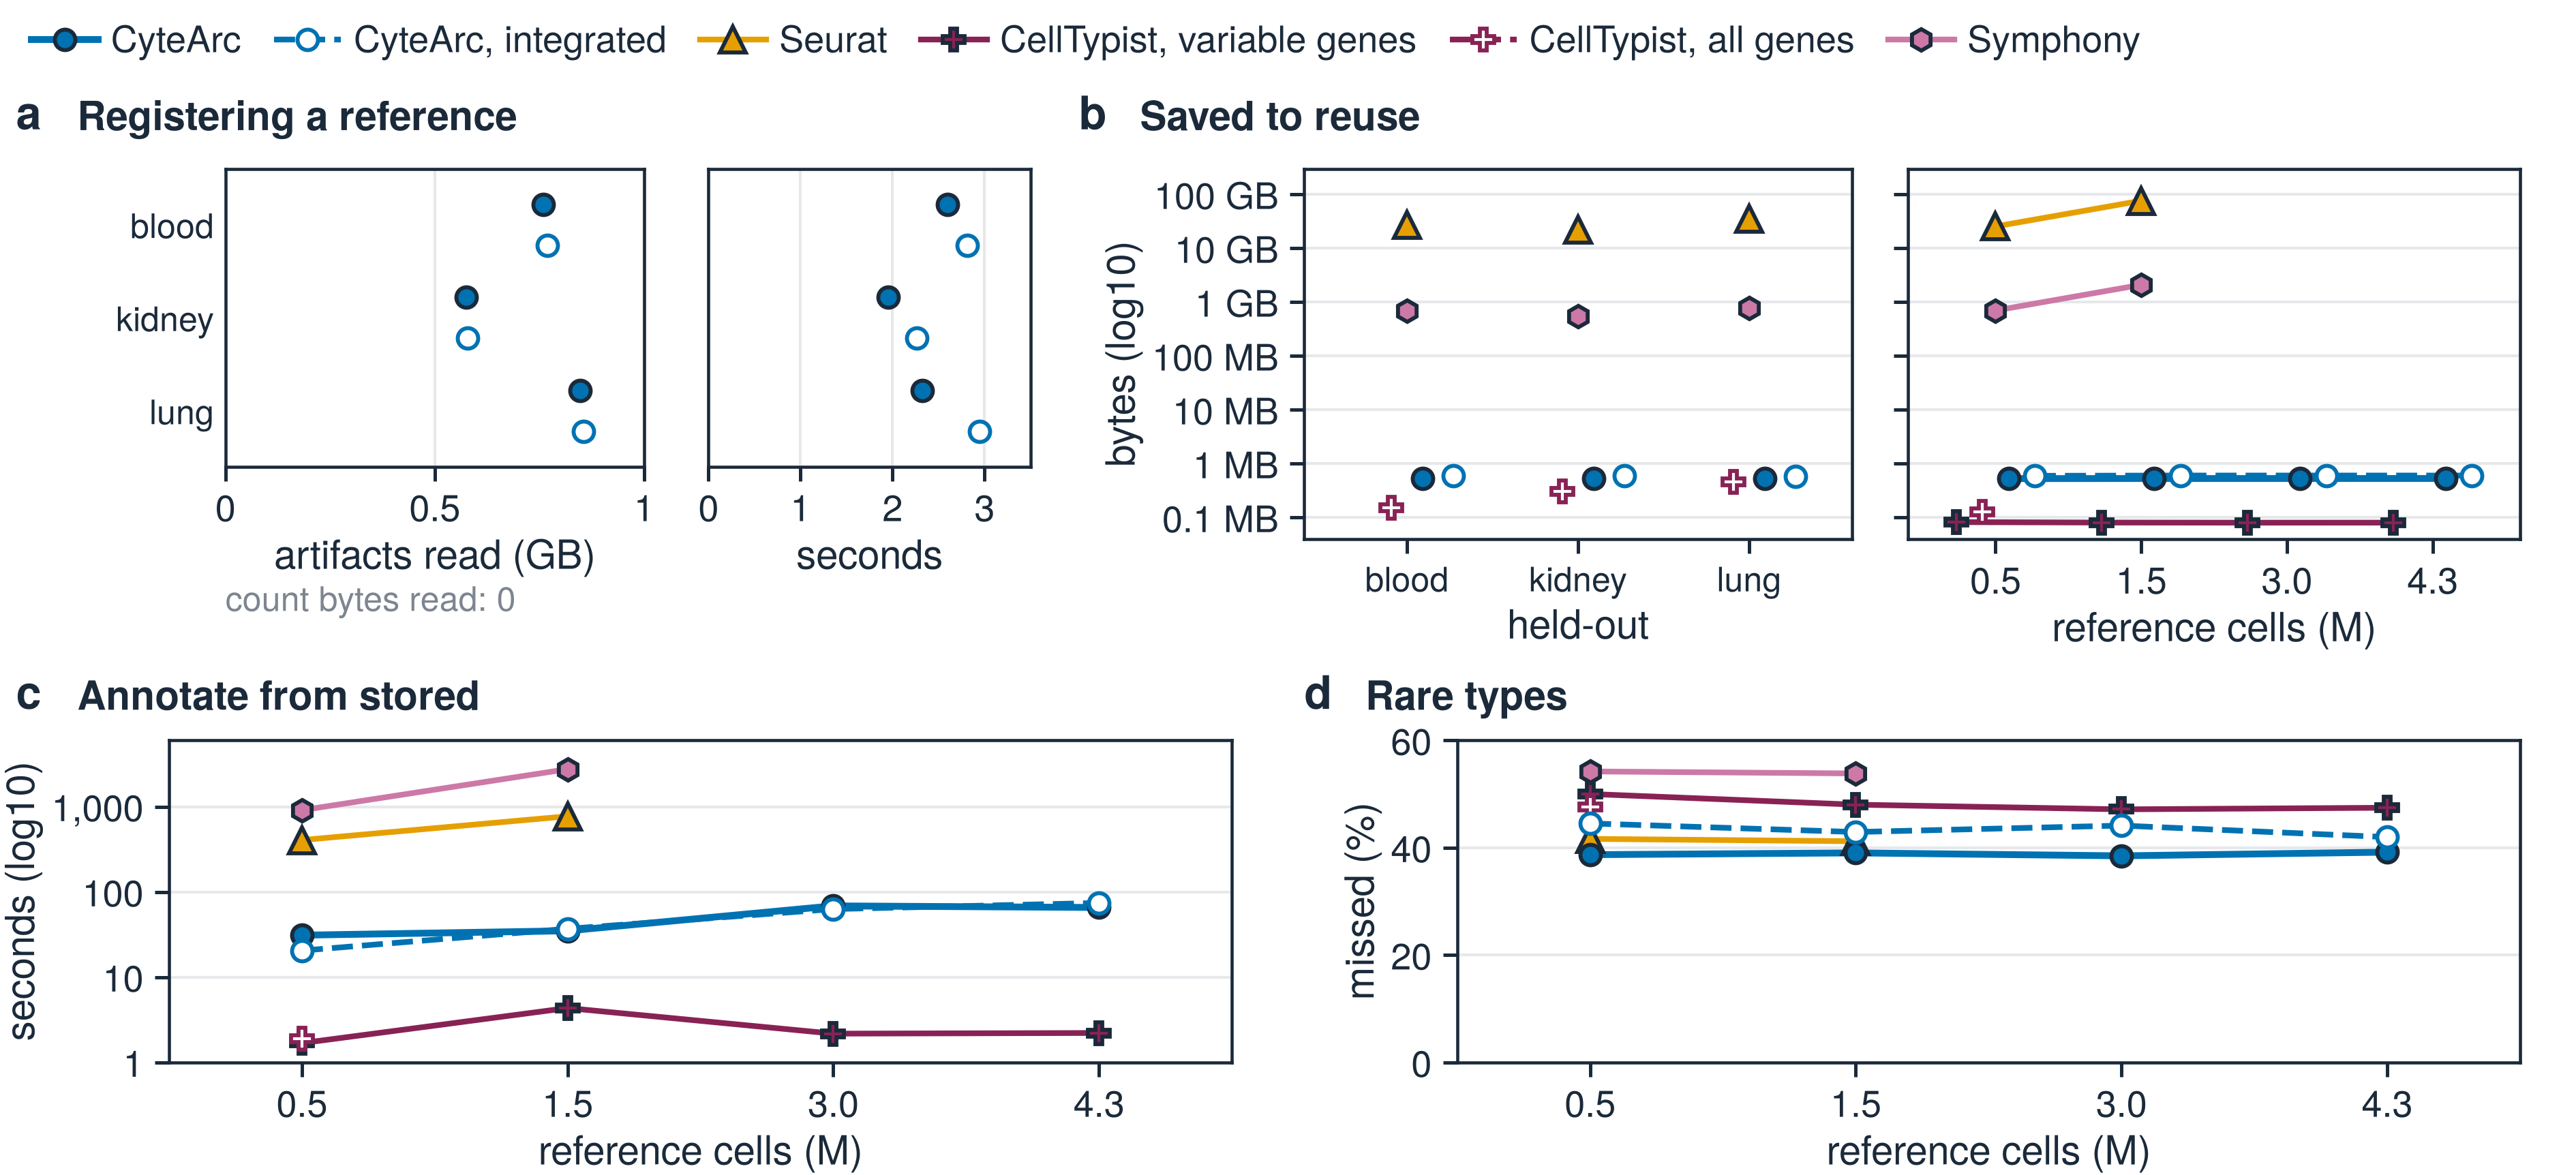 CyteArc CyteArc, integrated Seurat CellTypist, variable genes CellTypist, all genes Symphony
a Registering a reference
blood
kidney
lung
0 0.5 1
artifacts read (GB)
count bytes read: 0
0 1 2 3
seconds
b Saved to reuse
bytes (log10)
100 GB
10 GB
1 GB
100 MB
10 MB
1 MB
0.1 MB
blood kidney lung
held-out
0.5 1.5 3.0 4.3
reference cells (M)
c Annotate from stored
seconds (log10)
1,000
100
10
1
0.5 1.5 3.0 4.3
reference cells (M)
d Rare types
missed (%)
60
40
20
0
0.5 1.5 3.0 4.3
reference cells (M)